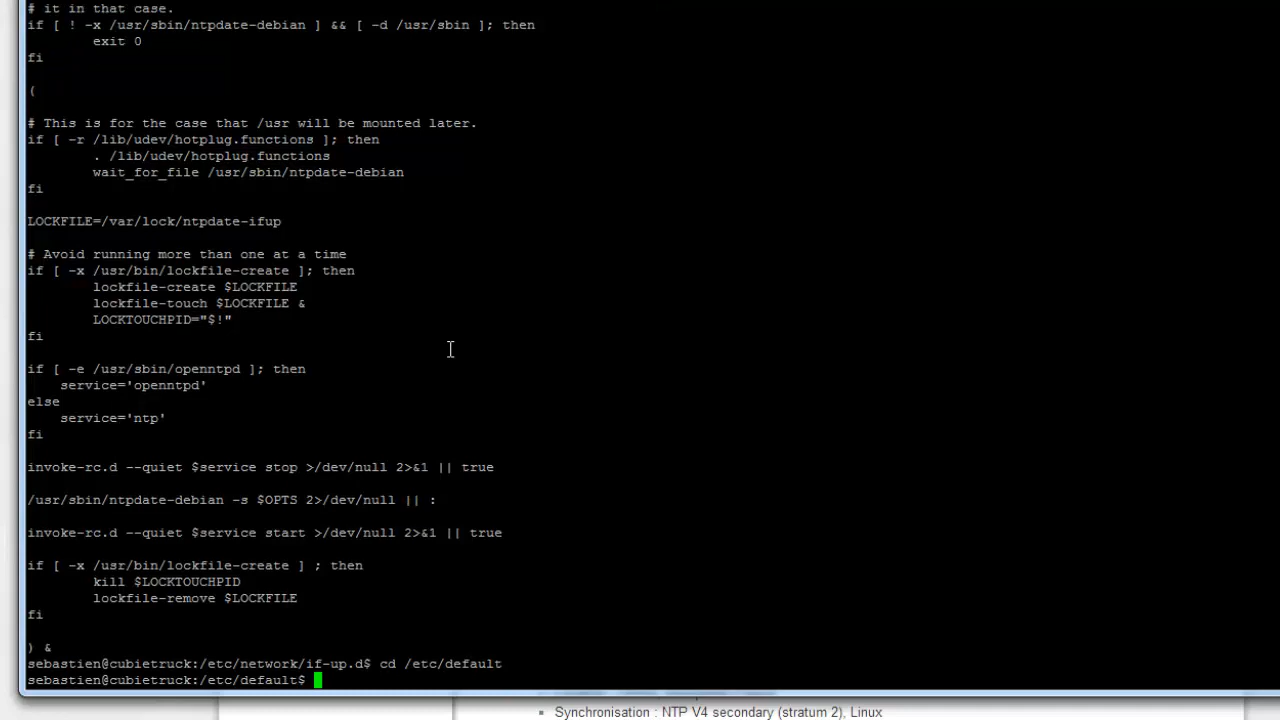 # it in that case.
if [ ! -x /usr/sbin/ntpdate-debian ] && [ -d /usr/sbin ]; then
exit 0
fi
(
# This is for the case that /usr will be mounted later.
if [ -r /lib/udev/hotplug.functions ]; then
. /lib/udev/hotplug.functions
wait_for_file /usr/sbin/ntpdate-debian
fi
LOCKFILE=/var/lock/ntpdate-ifup
# Avoid running more than one at a time
if [ -x /usr/bin/lockfile-create ]; then
lockfile-create $LOCKFILE
lockfile-touch $LOCKFILE &
LOCKTOUCHPID="$!"
fi
if [ -e /usr/sbin/openntpd ]; then
service='openntpd'
else
service='ntp'
fi
invoke-rc.d --quiet $service stop >/dev/null 2>&1 || true
/usr/sbin/ntpdate-debian -s $OPTS 2>/dev/null || :
invoke-rc.d --quiet $service start >/dev/null 2>&1 || true
if [ -x /usr/bin/lockfile-create ] ; then
kill $LOCKTOUCHPID
lockfile-remove $LOCKFILE
fi
) &
sebastien@cubietruck:/etc/network/if-up.d$ cd /etc/default
sebastien@cubietruck:/etc/default$
Synchronisation : NTP V4 secondary (stratum 2), Linux